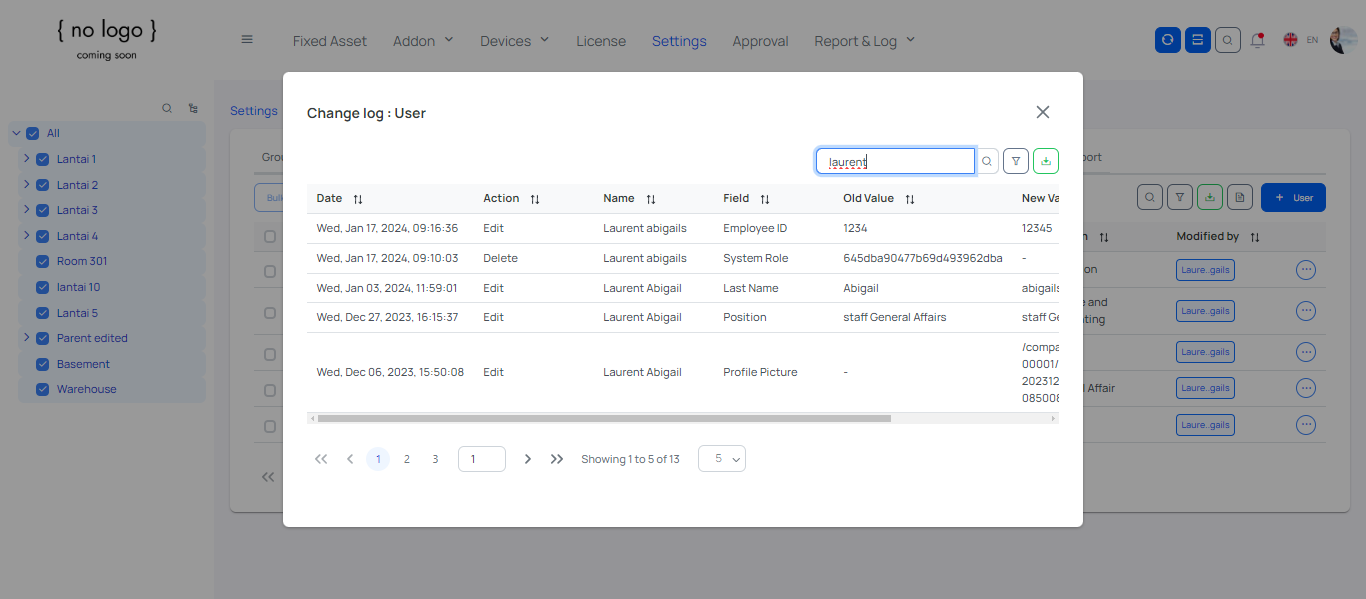 { no logo }
coming soon
Fixed Asset
Addon
Devices
License
Settings
Approval
Report & Log
EN
Settings
All
Lantai 1
Lantai 2
Lantai 3
Lantai 4
Room 301
lantai 10
Lantai 5
Parent edited
Basement
Warehouse
Change log : User
laurent
Date Action Name Field Old Value New Va
Wed, Jan 17, 2024, 09:16:36 Edit Laurent abigails Employee ID 1234 12345
Wed, Jan 17, 2024, 09:10:03 Delete Laurent abigails System Role 645dba90477b69d493962dba -
Wed, Jan 03, 2024, 11:59:01 Edit Laurent Abigail Last Name Abigail abigails
Wed, Dec 27, 2023, 16:15:37 Edit Laurent Abigail Position staff General Affairs staff Ge
/compa
00001/
Wed, Dec 06, 2023, 15:50:08 Edit Laurent Abigail Profile Picture -
202312
085008
1 2 3 1 Showing 1 to 5 of 13 5
Grou
port
Bulk
+ User
n Modified by
on Laure..gails
e and
ting
Laure..gails
Laure..gails
l Affair Laure..gails
Laure..gails